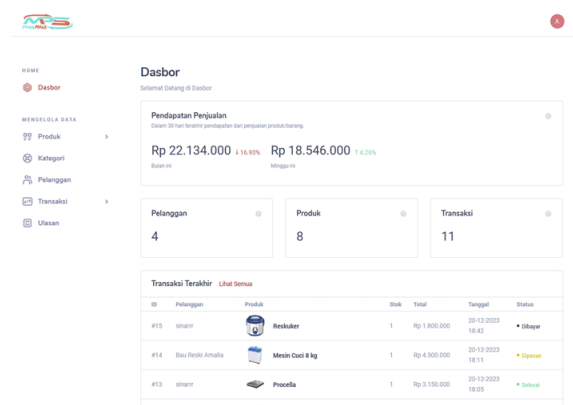 MPS
A
HOME
Dasbor
MENGELOLA DATA
Produk
Kategori
Pelanggan
Transaksi
Ulasan
Dasbor
Selamat Datang di Dasbor
Pendapatan Penjualan
Dalam 30 hari terakhir pendapatan dari penjualan produk/barang.
Rp 22.134.000 ↓16.93% Rp 18.546.000 ↑4.26%
Bulan ini Minggu ini
Pelanggan Produk Transaksi
4 8 11
Transaksi Terakhir Lihat Semua
ID Pelanggan Produk Stok Total Tanggal Status
#15 sinarrr Reskuker 1 Rp 1.800.000 20-12-2023 18:42 Dibayar
#14 Bau Reski Amalia Mesin Cuci 8 kg 1 Rp 4.500.000 20-12-2023 18:11 Dipesan
#13 sinarrr Procella 1 Rp 3.150.000 20-12-2023 18:05 Selesai